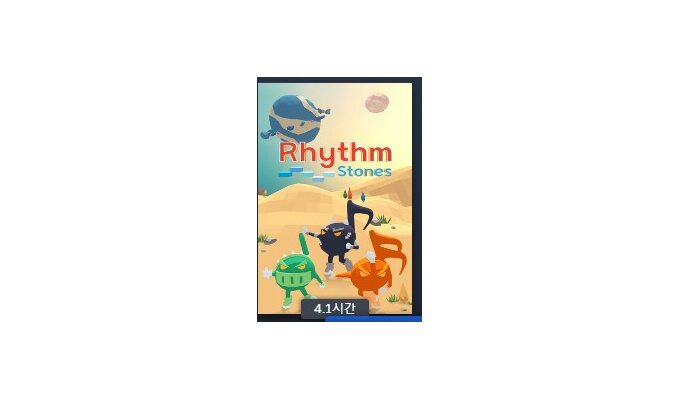 Rhythm
Stones
4.1시간